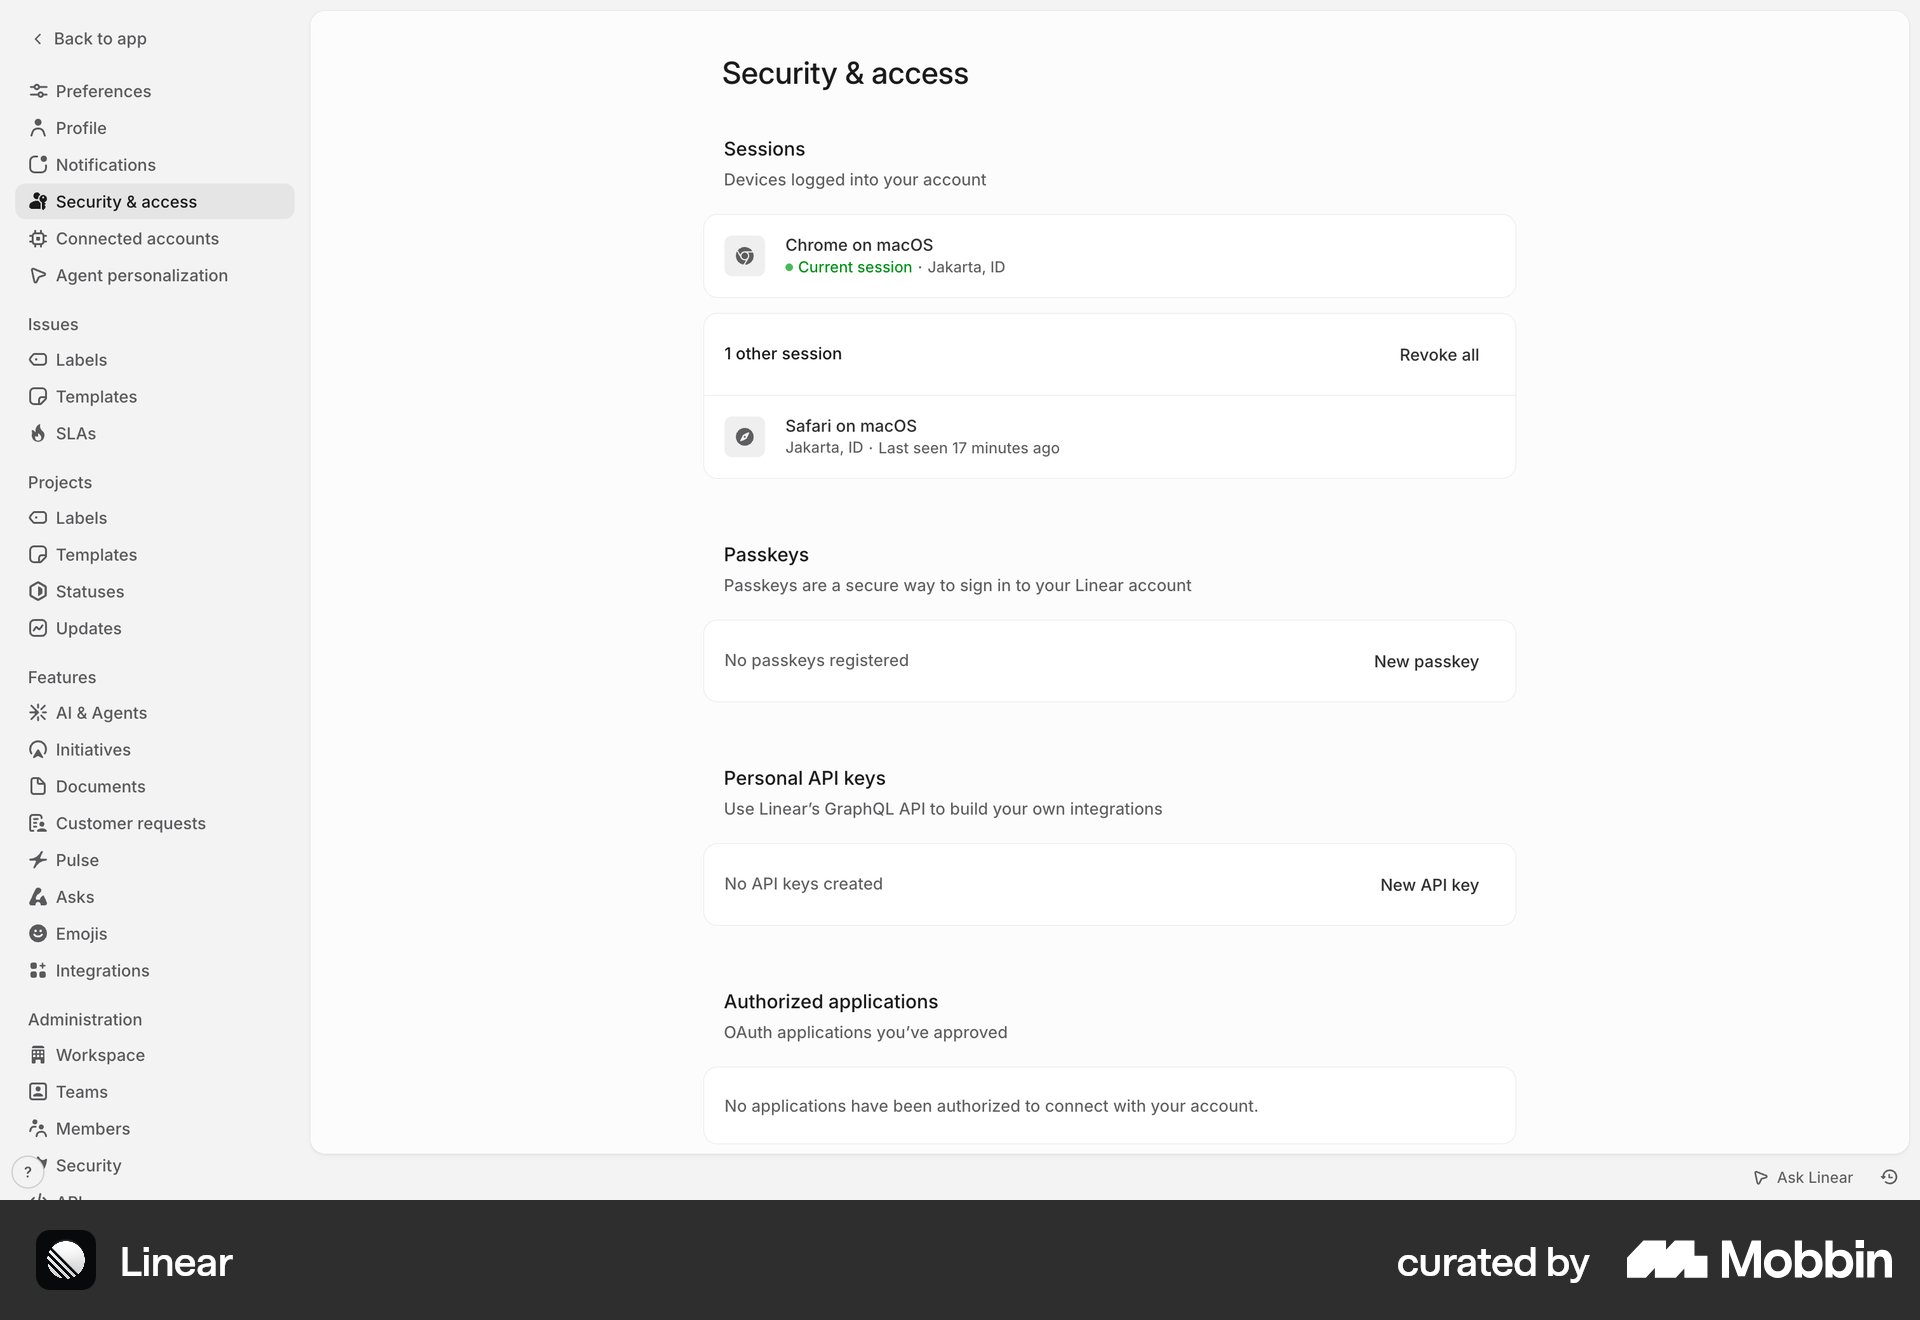 Back to app
Preferences
Profile
Notifications
Security & access
Connected accounts
Agent personalization
Issues
Labels
Templates
SLAs
Projects
Labels
Templates
Statuses
Updates
Features
AI & Agents
Initiatives
Documents
Customer requests
Pulse
Asks
Emojis
Integrations
Administration
Workspace
Teams
Members
Security
API
?
Security & access
Sessions
Devices logged into your account
Chrome on macOS
Current session · Jakarta, ID
1 other session
Revoke all
Safari on macOS
Jakarta, ID · Last seen 17 minutes ago
Passkeys
Passkeys are a secure way to sign in to your Linear account
No passkeys registered
New passkey
Personal API keys
Use Linear’s GraphQL API to build your own integrations
No API keys created
New API key
Authorized applications
OAuth applications you’ve approved
No applications have been authorized to connect with your account.
Ask Linear
Linear
curated by Mobbin